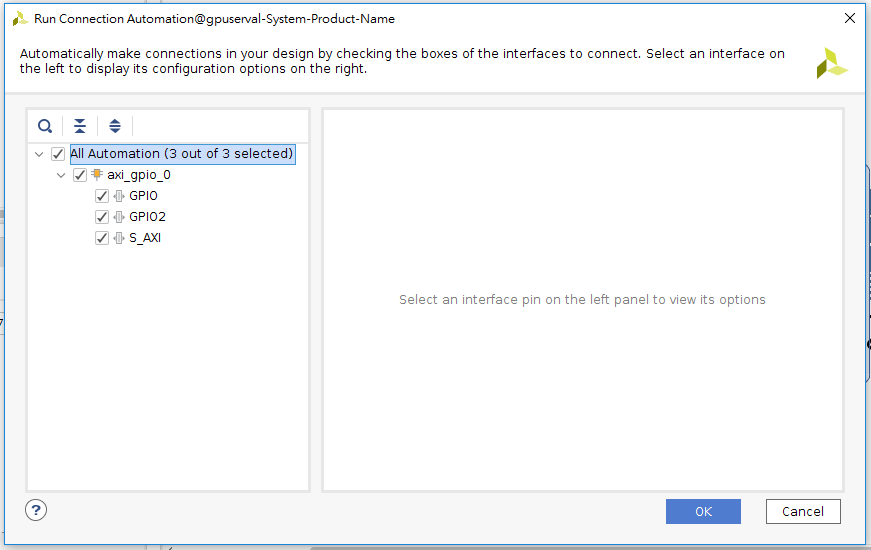 Run Connection Automation@gpuserval-System-Product-Name
Automatically make connections in your design by checking the boxes of the interfaces to connect. Select an interface on
the left to display its configuration options on the right.
All Automation (3 out of 3 selected)
axi_gpio_0
GPIO
GPIO2
S_AXI
Select an interface pin on the left panel to view its options
?
OK
Cancel